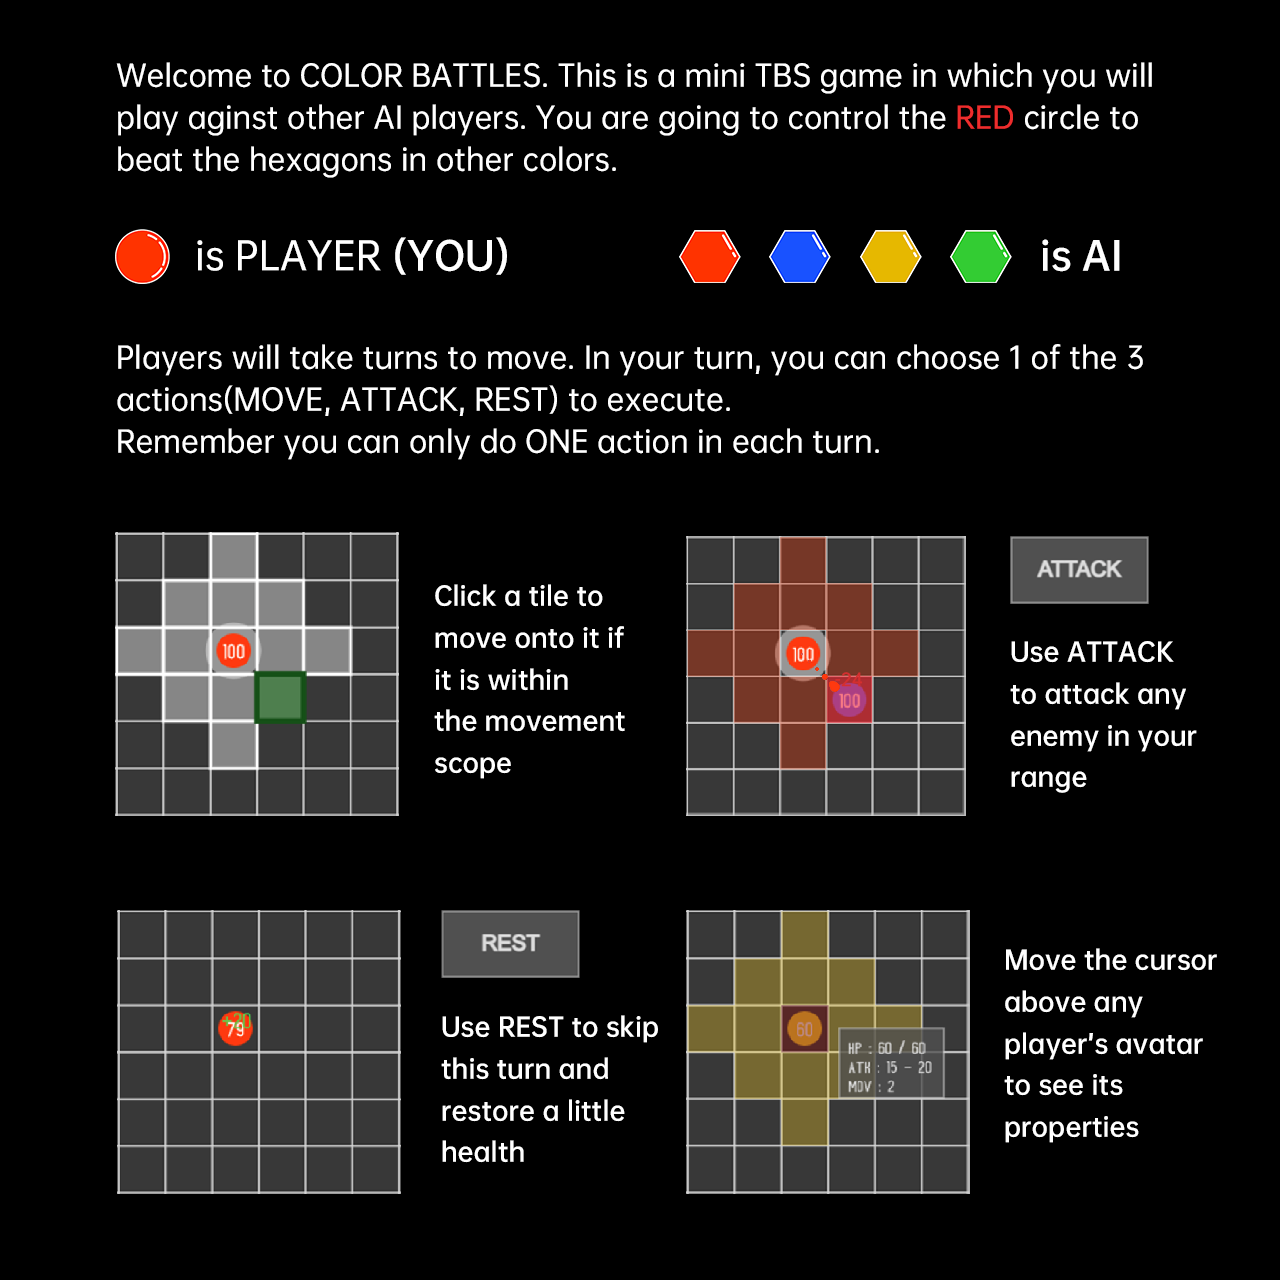 Welcome to COLOR BATTLES. This is a mini TBS game in which you will
play aginst other AI players. You are going to control the RED circle to
beat the hexagons in other colors.
is PLAYER (YOU)
is AI
Players will take turns to move. In your turn, you can choose 1 of the 3
actions(MOVE, ATTACK, REST) to execute.
Remember you can only do ONE action in each turn.
100
Click a tile to
move onto it if
it is within
the movement
scope
100
-24
100
ATTACK
Use ATTACK
to attack any
enemy in your
range
+20
79
REST
Use REST to skip
this turn and
restore a little
health
60
HP : 60 / 60
ATK : 15 - 20
MOV : 2
Move the cursor
above any
player's avatar
to see its
properties